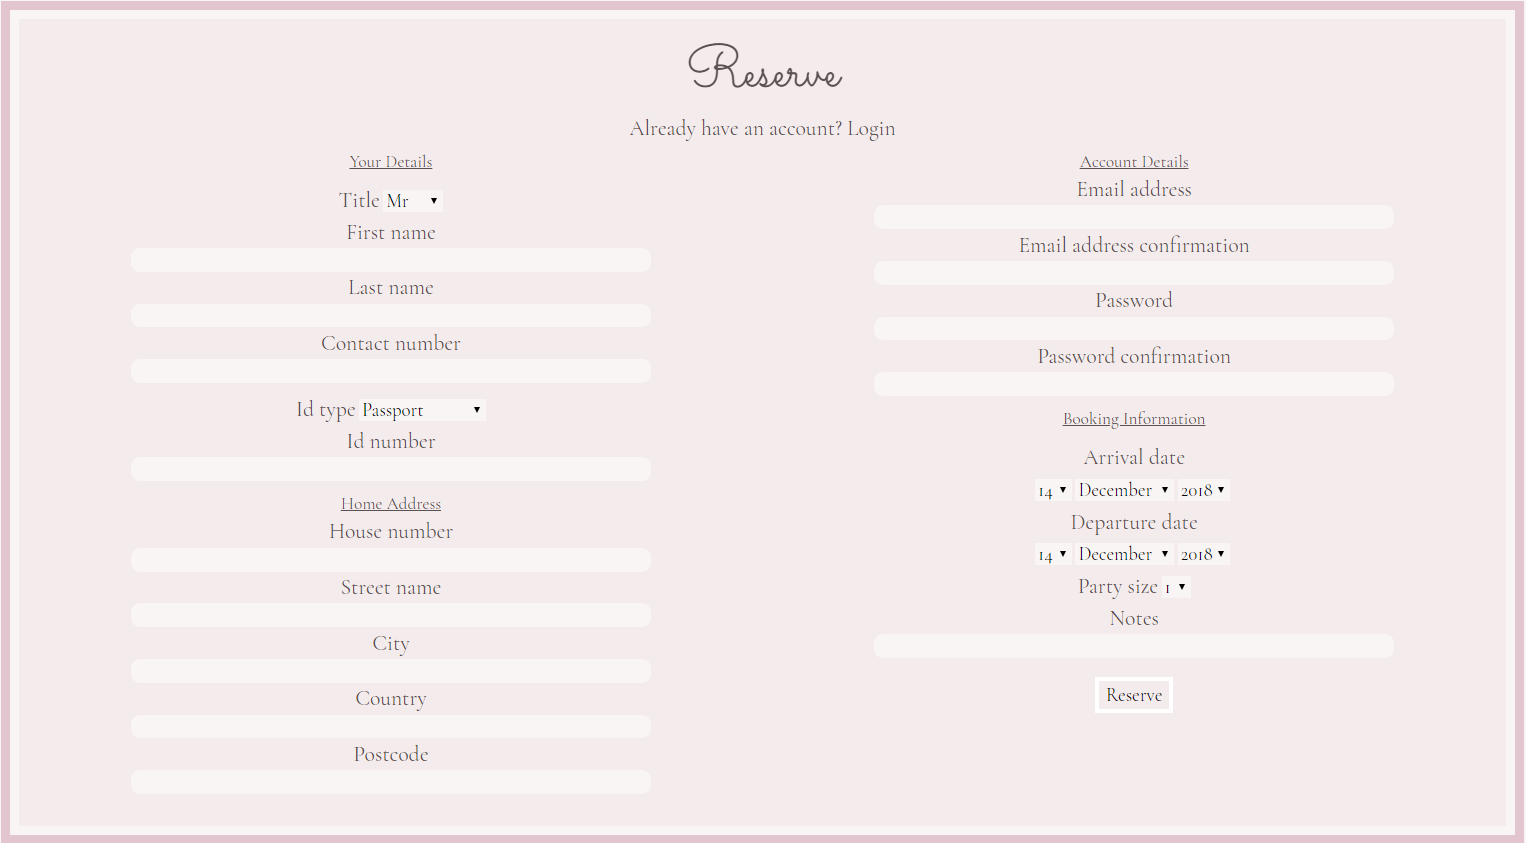 Reserve
Already have an account? Login
Your Details
Title Mr
First name
Last name
Contact number
Id type Passport
Id number
Home Address
House number
Street name
City
Country
Postcode
Account Details
Email address
Email address confirmation
Password
Password confirmation
Booking Information
Arrival date
14 December 2018
Departure date
14 December 2018
Party size 1
Notes
Reserve